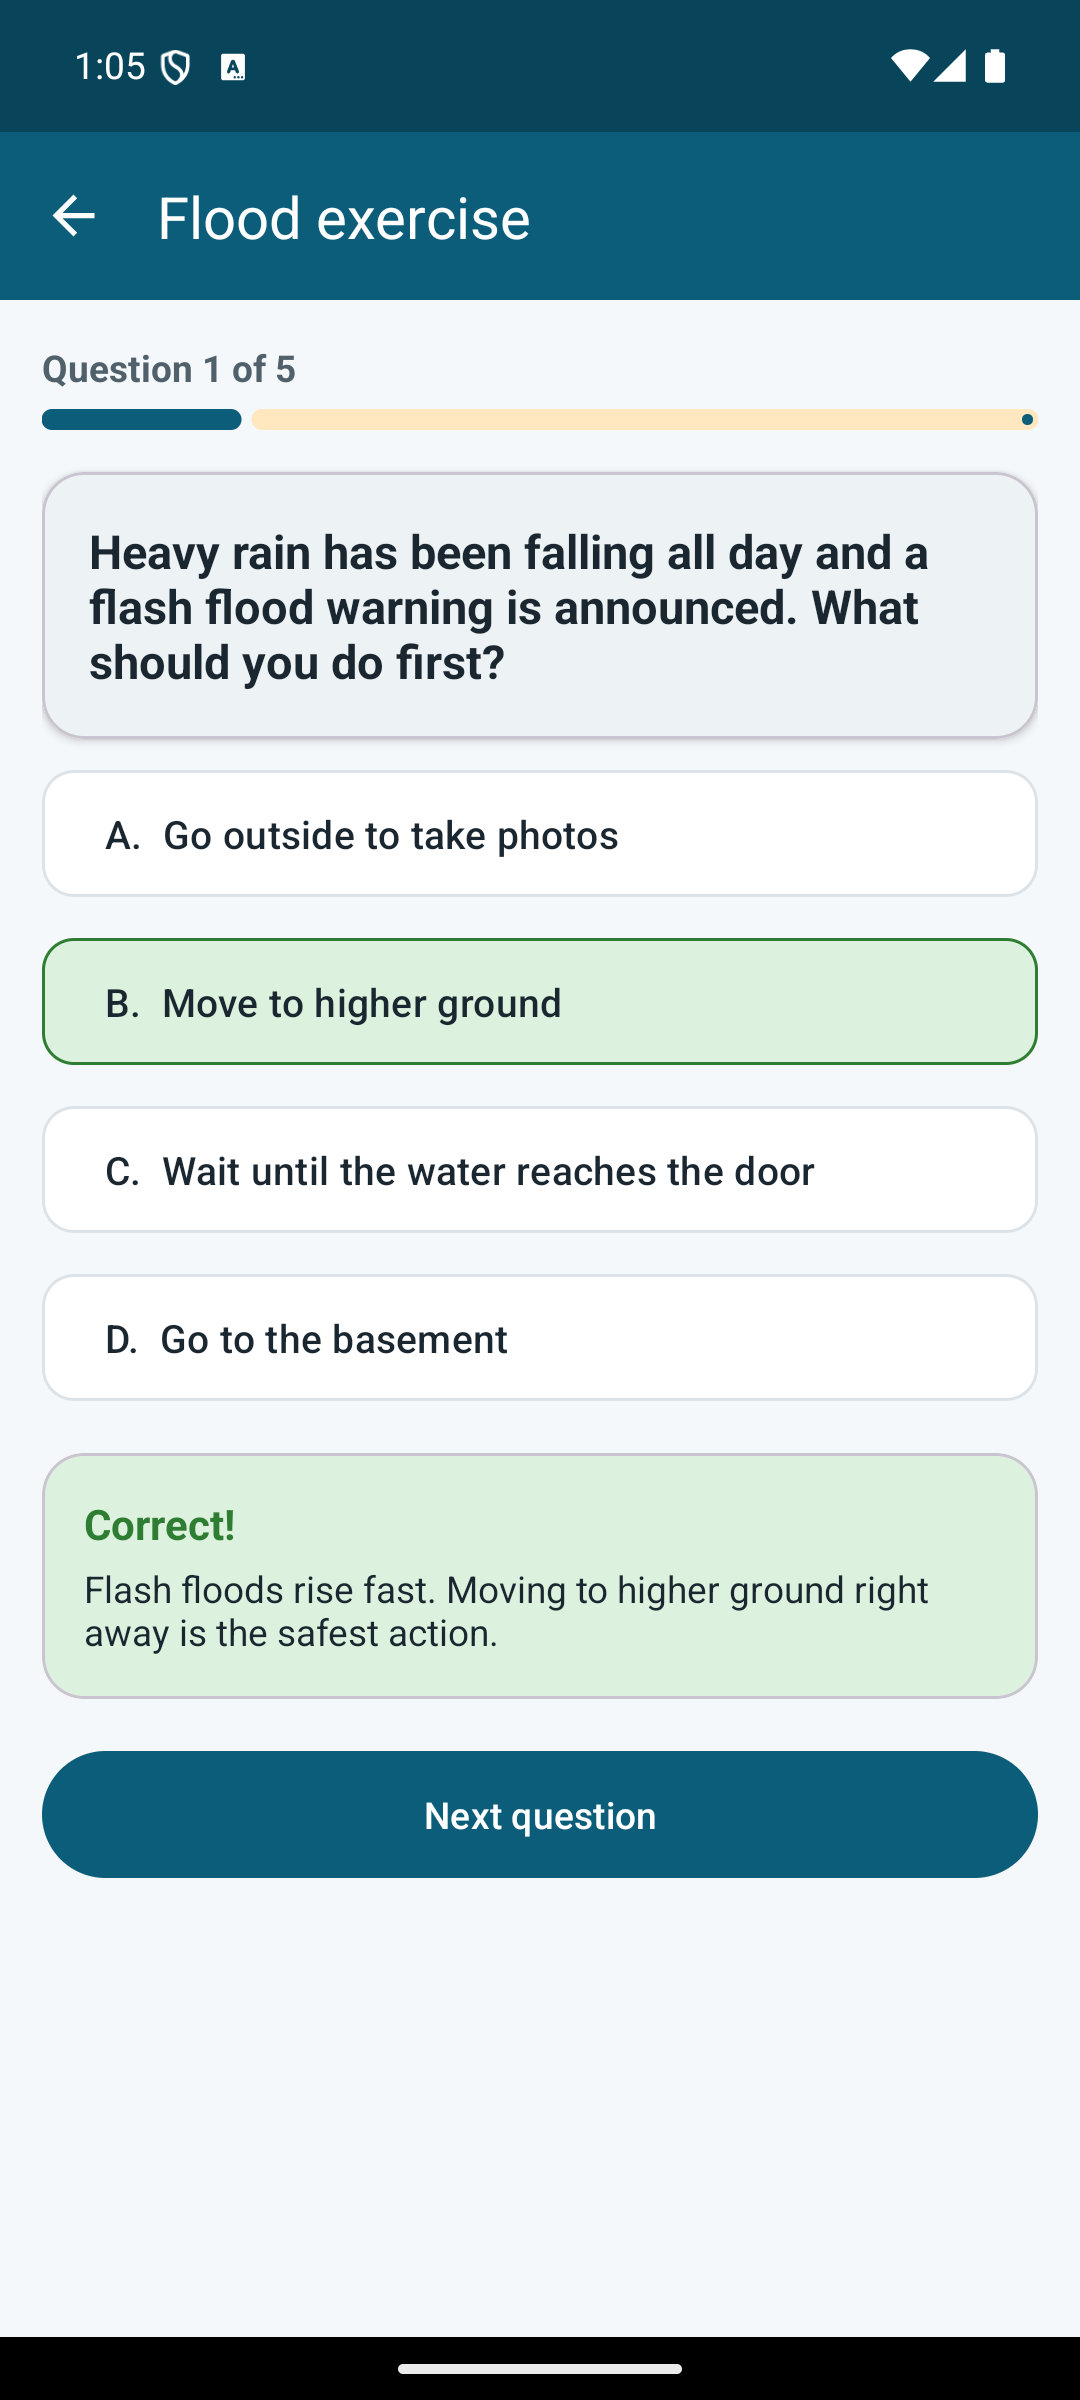 1:05
Flood exercise
Question 1 of 5
Heavy rain has been falling all day and a
flash flood warning is announced. What
should you do first?
A. Go outside to take photos
B. Move to higher ground
C. Wait until the water reaches the door
D. Go to the basement
Correct!
Flash floods rise fast. Moving to higher ground right
away is the safest action.
Next question